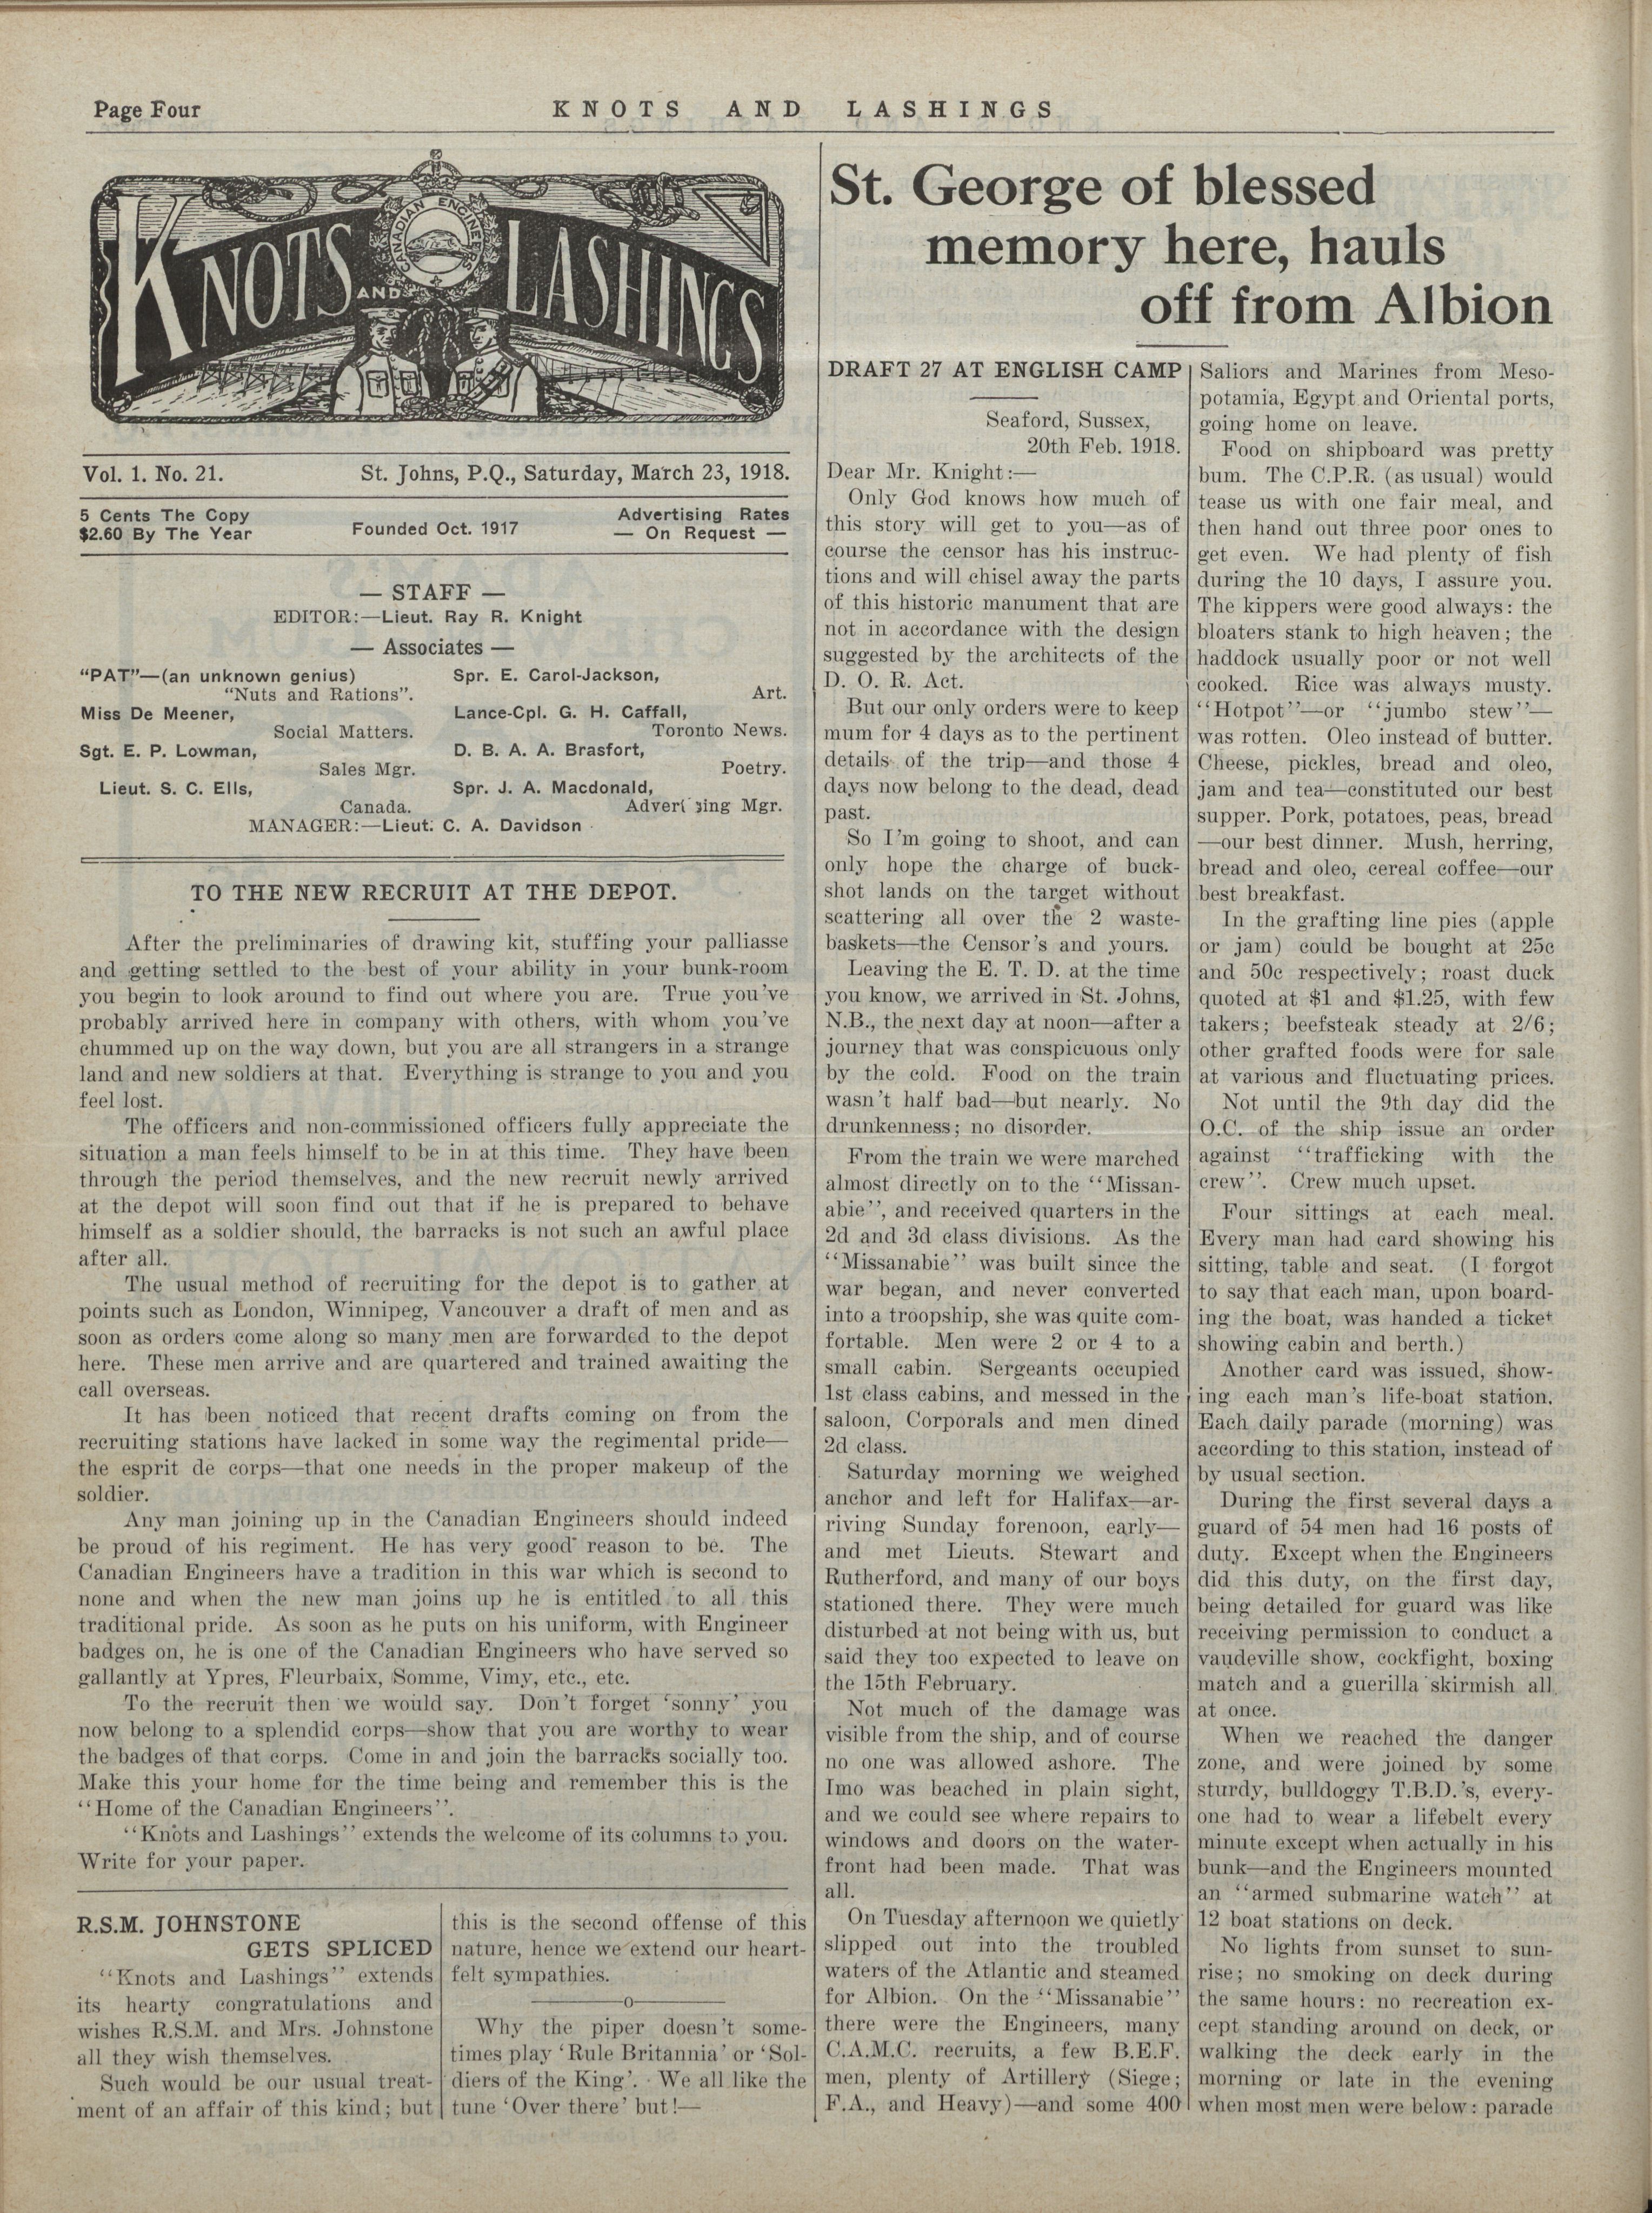 Page Four
KNOTS AND LASHINGS
KNOTS AND LASHINGS
CANADIAN ENGINEERS
Vol. 1. No. 21. St. Johns, P.Q., Saturday, March 23, 1918.
5 Cents The Copy
$2.60 By The Year
Founded Oct. 1917
Advertising Rates
— On Request —
— STAFF —
EDITOR:—Lieut. Ray R. Knight
— Associates —
"PAT"—(an unknown genius)
"Nuts and Rations".
Miss De Meener,
Social Matters.
Sgt. E. P. Lowman,
Sales Mgr.
Lieut. S. C. Ells,
Canada.
Spr. E. Carol-Jackson,
Art.
Lance-Cpl. G. H. Caffall,
Toronto News.
D. B. A. A. Brasfort,
Poetry.
Spr. J. A. Macdonald,
Adverti sing Mgr.
MANAGER:—Lieut. C. A. Davidson
TO THE NEW RECRUIT AT THE DEPOT.
After the preliminaries of drawing kit, stuffing your palliasse
and getting settled to the best of your ability in your bunk-room
you begin to look around to find out where you are. True you've
probably arrived here in company with others, with whom you've
chummed up on the way down, but you are all strangers in a strange
land and new soldiers at that. Everything is strange to you and you
feel lost.
The officers and non-commissioned officers fully appreciate the
situation a man feels himself to be in at this time. They have been
through the period themselves, and the new recruit newly arrived
at the depot will soon find out that if he is prepared to behave
himself as a soldier should, the barracks is not such an awful place
after all.
The usual method of recruiting for the depot is to gather at
points such as London, Winnipeg, Vancouver a draft of men and as
soon as orders come along so many men are forwarded to the depot
here. These men arrive and are quartered and trained awaiting the
call overseas.
It has been noticed that recent drafts coming on from the
recruiting stations have lacked in some way the regimental pride—
the esprit de corps—that one needs in the proper makeup of the
soldier.
Any man joining up in the Canadian Engineers should indeed
be proud of his regiment. He has very good reason to be. The
Canadian Engineers have a tradition in this war which is second to
none and when the new man joins up he is entitled to all this
traditional pride. As soon as he puts on his uniform, with Engineer
badges on, he is one of the Canadian Engineers who have served so
gallantly at Ypres, Fleurbaix, Somme, Vimy, etc., etc.
To the recruit then we would say. Don't forget 'sonny' you
now belong to a splendid corps—show that you are worthy to wear
the badges of that corps. Come in and join the barracks socially too.
Make this your home for the time being and remember this is the
"Home of the Canadian Engineers".
"Knots and Lashings" extends the welcome of its columns to you.
Write for your paper.
R.S.M. JOHNSTONE
GETS SPLICED
"Knots and Lashings" extends
its hearty congratulations and
wishes R.S.M. and Mrs. Johnstone
all they wish themselves.
Such would be our usual treat-
ment of an affair of this kind; but
this is the second offense of this
nature, hence we extend our heart-
felt sympathies.
o
Why the piper doesn't some-
times play 'Rule Britannia' or 'Sol-
diers of the King'. We all like the
tune 'Over there' but!—
St. George of blessed
memory here, hauls
off from Albion
DRAFT 27 AT ENGLISH CAMP
Seaford, Sussex,
20th Feb. 1918.
Dear Mr. Knight:—
Only God knows how much of
this story will get to you—as of
course the censor has his instruc-
tions and will chisel away the parts
of this historic manument that are
not in accordance with the design
suggested by the architects of the
D. O. R. Act.
But our only orders were to keep
mum for 4 days as to the pertinent
details of the trip—and those 4
days now belong to the dead, dead
past.
So I'm going to shoot, and can
only hope the charge of buck-
shot lands on the target without
scattering all over the 2 waste-
baskets—the Censor's and yours.
Leaving the E. T. D. at the time
you know, we arrived in St. Johns,
N.B., the next day at noon—after a
journey that was conspicuous only
by the cold. Food on the train
wasn't half bad—but nearly. No
drunkenness; no disorder.
From the train we were marched
almost directly on to the "Missan-
abie", and received quarters in the
2d and 3d class divisions. As the
"Missanabie" was built since the
war began, and never converted
into a troopship, she was quite com-
fortable. Men were 2 or 4 to a
small cabin. Sergeants occupied
1st class cabins, and messed in the
saloon, Corporals and men dined
2d class.
Saturday morning we weighed
anchor and left for Halifax—ar-
riving Sunday forenoon, early—
and met Lieuts. Stewart and
Rutherford, and many of our boys
stationed there. They were much
disturbed at not being with us, but
said they too expected to leave on
the 15th February.
Not much of the damage was
visible from the ship, and of course
no one was allowed ashore. The
Imo was beached in plain sight,
and we could see where repairs to
windows and doors on the water-
front had been made. That was
all.
On Tuesday afternoon we quietly
slipped out into the troubled
waters of the Atlantic and steamed
for Albion. On the "Missanabie"
there were the Engineers, many
C.A.M.C. recruits, a few B.E.F.
men, plenty of Artillery (Siege;
F.A., and Heavy)—and some 400
Saliors and Marines from Meso-
potamia, Egypt and Oriental ports,
going home on leave.
Food on shipboard was pretty
bum. The C.P.R. (as usual) would
tease us with one fair meal, and
then hand out three poor ones to
get even. We had plenty of fish
during the 10 days, I assure you.
The kippers were good always: the
bloaters stank to high heaven; the
haddock usually poor or not well
cooked. Rice was always musty.
"Hotpot"—or "jumbo stew"—
was rotten. Oleo instead of butter.
Cheese, pickles, bread and oleo,
jam and tea—constituted our best
supper. Pork, potatoes, peas, bread
—our best dinner. Mush, herring,
bread and oleo, cereal coffee—our
best breakfast.
In the grafting line pies (apple
or jam) could be bought at 25c
and 50c respectively; roast duck
quoted at $1 and $1.25, with few
takers; beefsteak steady at 2/6;
other grafted foods were for sale
at various and fluctuating prices.
Not until the 9th day did the
O.C. of the ship issue an order
against "trafficking with the
crew". Crew much upset.
Four sittings at each meal.
Every man had card showing his
sitting, table and seat. (I forgot
to say that each man, upon board-
ing the boat, was handed a ticket
showing cabin and berth.)
Another card was issued, show-
ing each man's life-boat station.
Each daily parade (morning) was
according to this station, instead of
by usual section.
During the first several days a
guard of 54 men had 16 posts of
duty. Except when the Engineers
did this duty, on the first day,
being detailed for guard was like
receiving permission to conduct a
vaudeville show, cockfight, boxing
match and a guerilla skirmish all
at once.
When we reached the danger
zone, and were joined by some
sturdy, bulldoggy T.B.D.'s, every-
one had to wear a lifebelt every
minute except when actually in his
bunk—and the Engineers mounted
an "armed submarine watch" at
12 boat stations on deck.
No lights from sunset to sun-
rise; no smoking on deck during
the same hours: no recreation ex-
cept standing around on deck, or
walking the deck early in the
morning or late in the evening
when most men were below: parade